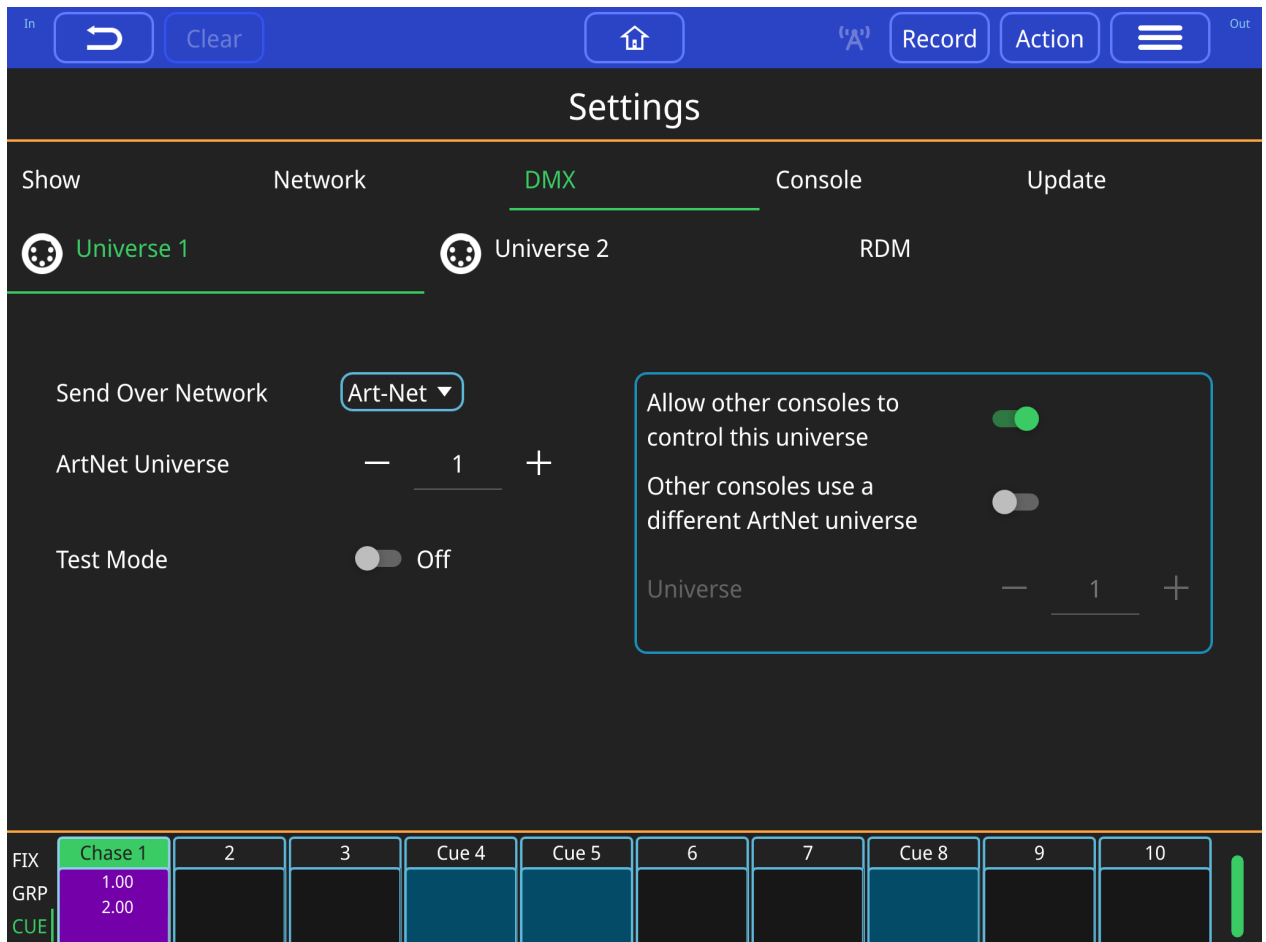 In
Clear
Record
Action
Out
Settings
Show
Network
DMX
Console
Update
Universe 1
Universe 2
RDM
Send Over Network
Art-Net
ArtNet Universe
1
Test Mode
Off
Allow other consoles to
control this universe
Other consoles use a
different ArtNet universe
Universe
1
FIX
GRP
CUE
Chase 1
1.00
2.00
2
3
Cue 4
Cue 5
6
7
Cue 8
9
10